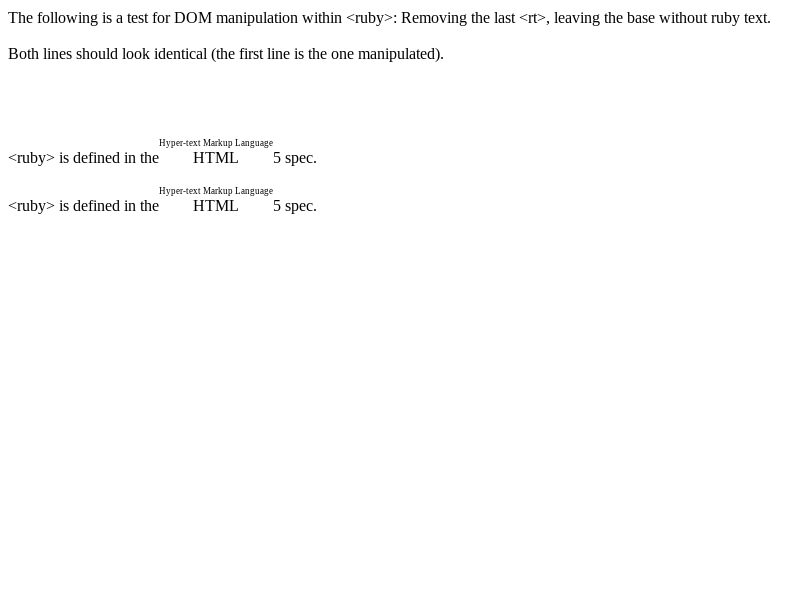 The following is a test for DOM manipulation within <ruby>: Removing the last <rt>, leaving the base without ruby text.
Both lines should look identical (the first line is the one manipulated).
Hyper-text Markup Language
<ruby> is defined in the HTML 5 spec.
Hyper-text Markup Language
<ruby> is defined in the HTML 5 spec.